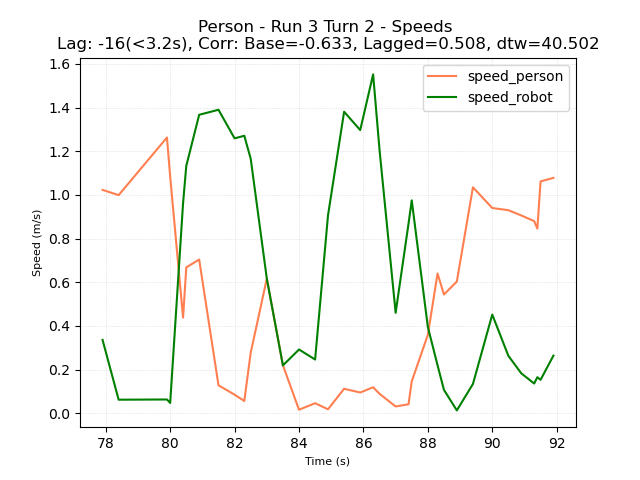 Person - Run 3 Turn 2 - Speeds
Lag: -16(<3.2s), Corr: Base=-0.633, Lagged=0.508, dtw=40.502
speed_person
speed_robot
1.6
1.4
1.2
1.0
0.8
0.6
0.4
0.2
0.0
Speed (m/s)
78 80 82 84 86 88 90 92
Time (s)